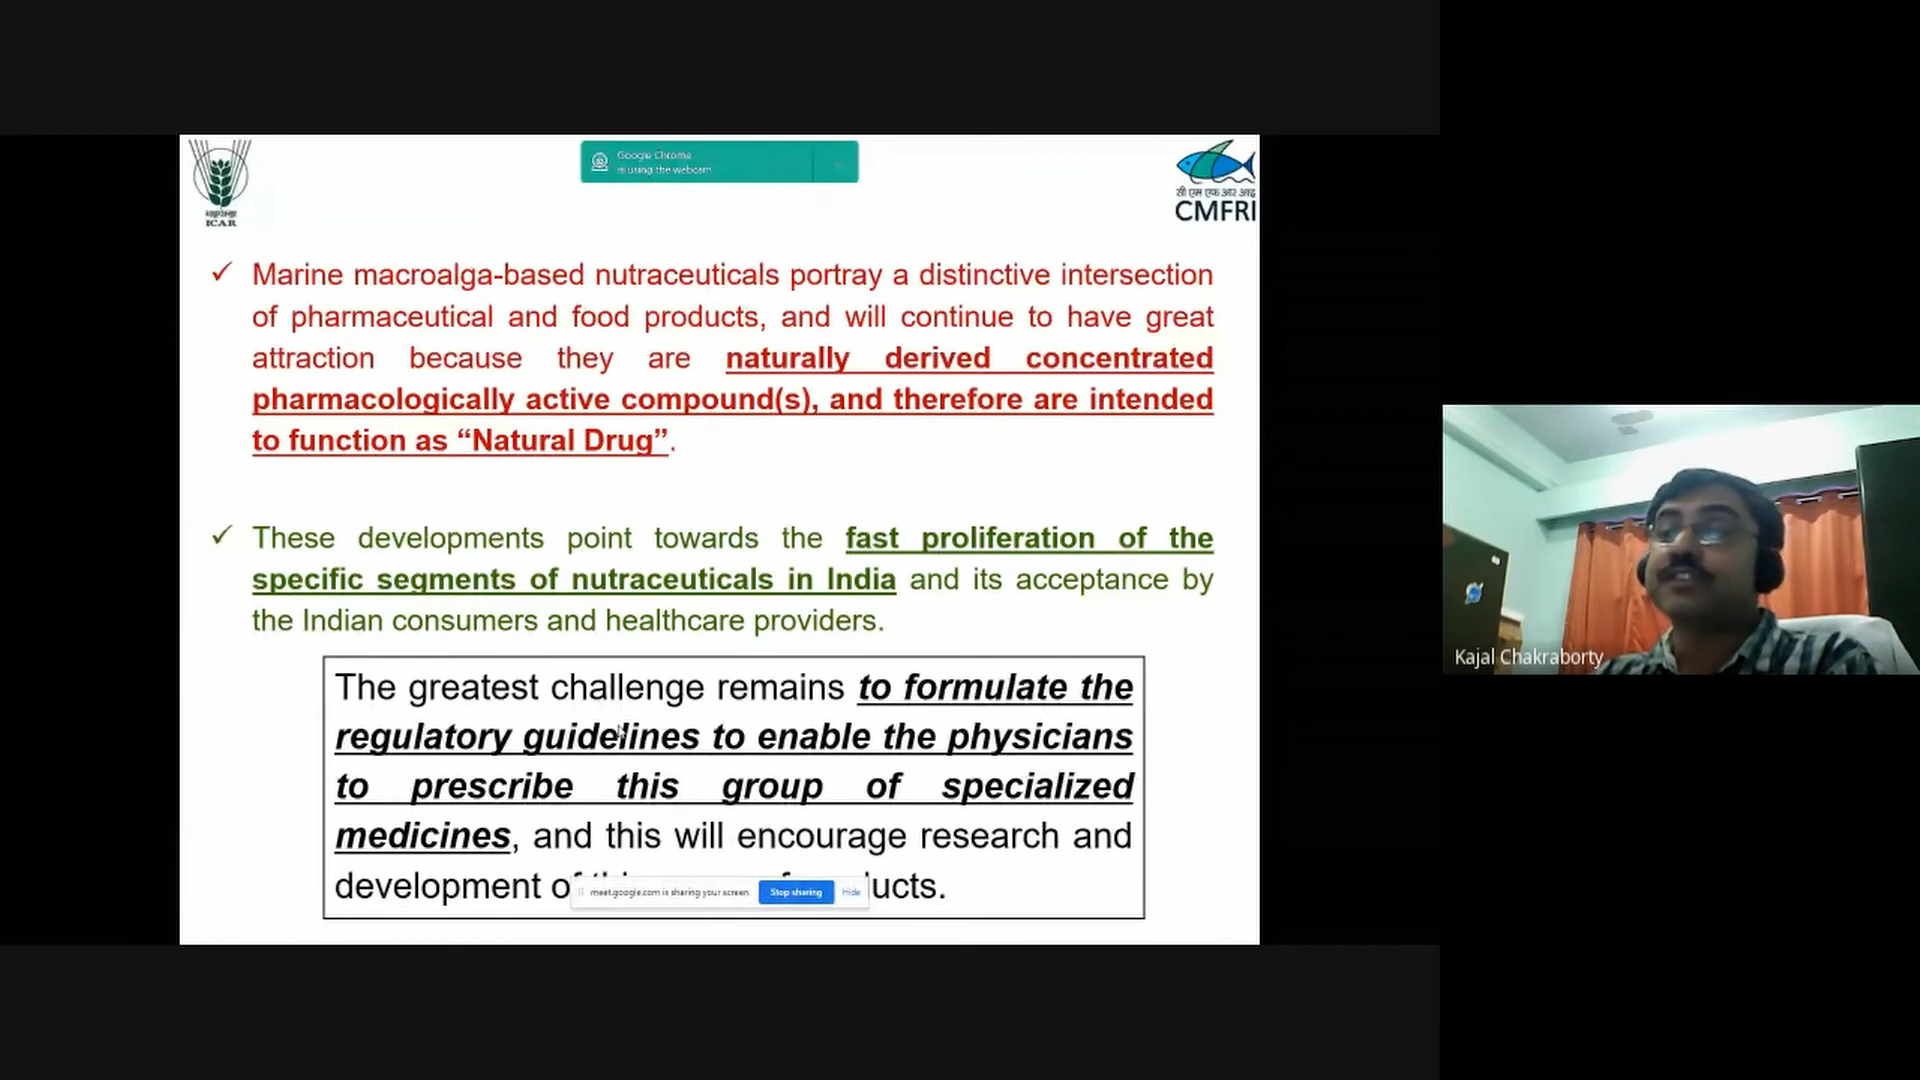 Google Chrome
is using the webcam
ICAR
सी एम एफ आर आइ
CMFRI
✓ Marine macroalga-based nutraceuticals portray a distinctive intersection
of pharmaceutical and food products, and will continue to have great
attraction because they are naturally derived concentrated
pharmacologically active compound(s), and therefore are intended
to function as “Natural Drug”.
✓ These developments point towards the fast proliferation of the
specific segments of nutraceuticals in India and its acceptance by
the Indian consumers and healthcare providers.
The greatest challenge remains to formulate the
regulatory guidelines to enable the physicians
to prescribe this group of specialized
medicines, and this will encourage research and
development
meet.google.com is sharing your screen. Stop sharing Hide
Kajal Chakraborty